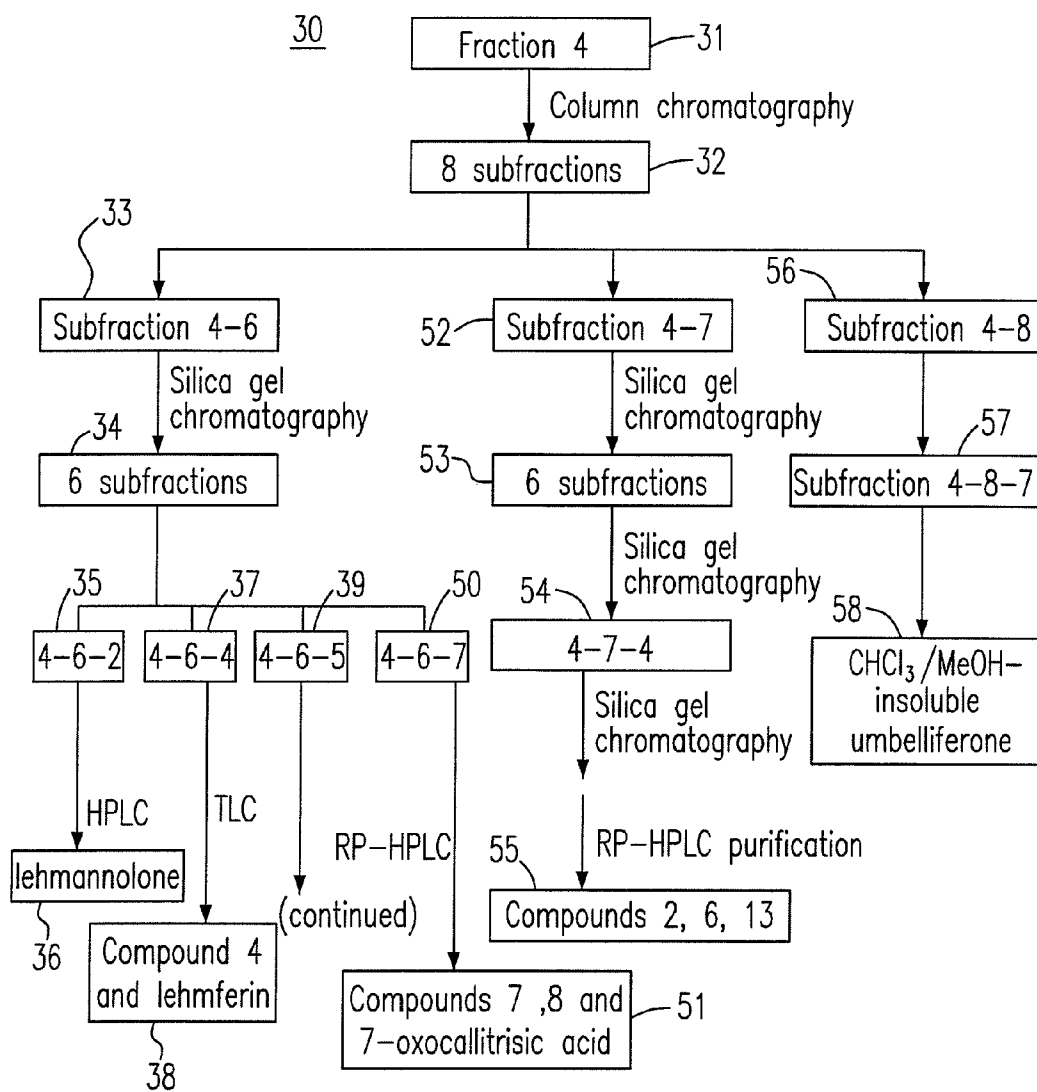 30
Fraction 4
31
Column chromatography
8 subfractions
32
33
56
Subfraction 4-6
52
Subfraction 4-7
Subfraction 4-8
Silica gel
chromatography
Silica gel
chromatography
34
57
6 subfractions
53
6 subfractions
Subfraction 4-8-7
Silica gel
chromatography
35
37
39
50
54
4-6-2
4-6-4
4-6-5
4-6-7
4-7-4
58
CHCl3/MeOH-
insoluble
umbelliferone
Silica gel
chromatography
HPLC
TLC
RP-HPLC
RP-HPLC purification
lehmannolone
36
(continued)
55
Compounds 2, 6, 13
Compound 4
and lehmferin
38
Compounds 7 ,8 and
7-oxocallitrisic acid
51